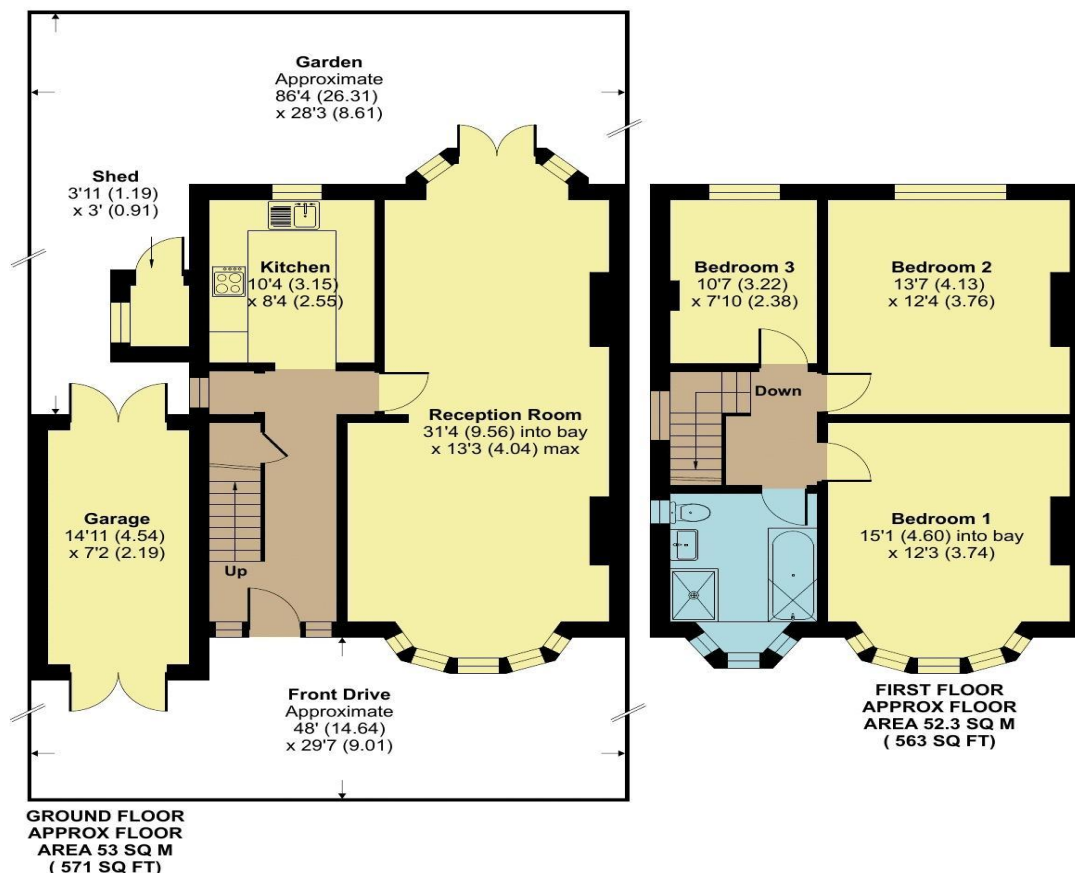 Garden
Approximate
86'4 (26.31)
x 28'3 (8.61)
Shed
3'11 (1.19)
x 3' (0.91)
Kitchen
10'4 (3.15)
x 8'4 (2.55)
Reception Room
31'4 (9.56) into bay
x 13'3 (4.04) max
Garage
14'11 (4.54)
x 7'2 (2.19)
Up
Front Drive
Approximate
48' (14.64)
x 29'7 (9.01)
GROUND FLOOR
APPROX FLOOR
AREA 53 SQ M
( 571 SQ FT)
Bedroom 3
10'7 (3.22)
x 7'10 (2.38)
Bedroom 2
13'7 (4.13)
x 12'4 (3.76)
Down
Bedroom 1
15'1 (4.60) into bay
x 12'3 (3.74)
FIRST FLOOR
APPROX FLOOR
AREA 52.3 SQ M
( 563 SQ FT)